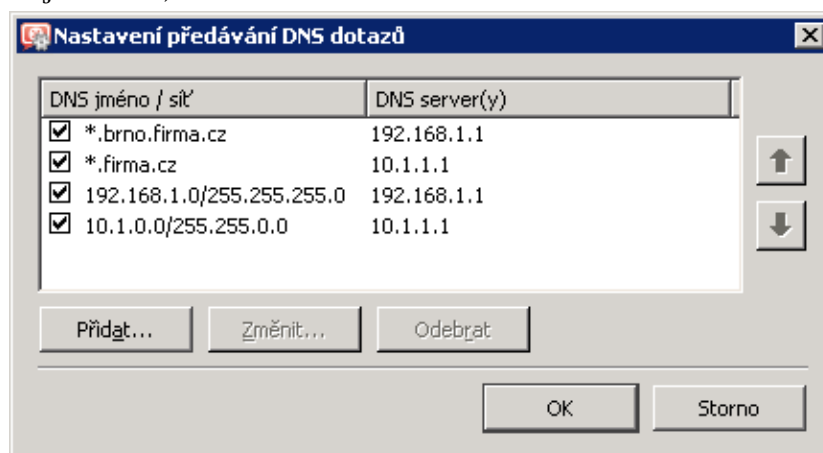 Nastavení předávání DNS dotazů
DNS jméno / síť DNS server(y)
*.brno.firma.cz 192.168.1.1
*.firma.cz 10.1.1.1
192.168.1.0/255.255.255.0 192.168.1.1
10.1.0.0/255.255.0.0 10.1.1.1
Přidat... Změnit... Odebrat
OK Storno